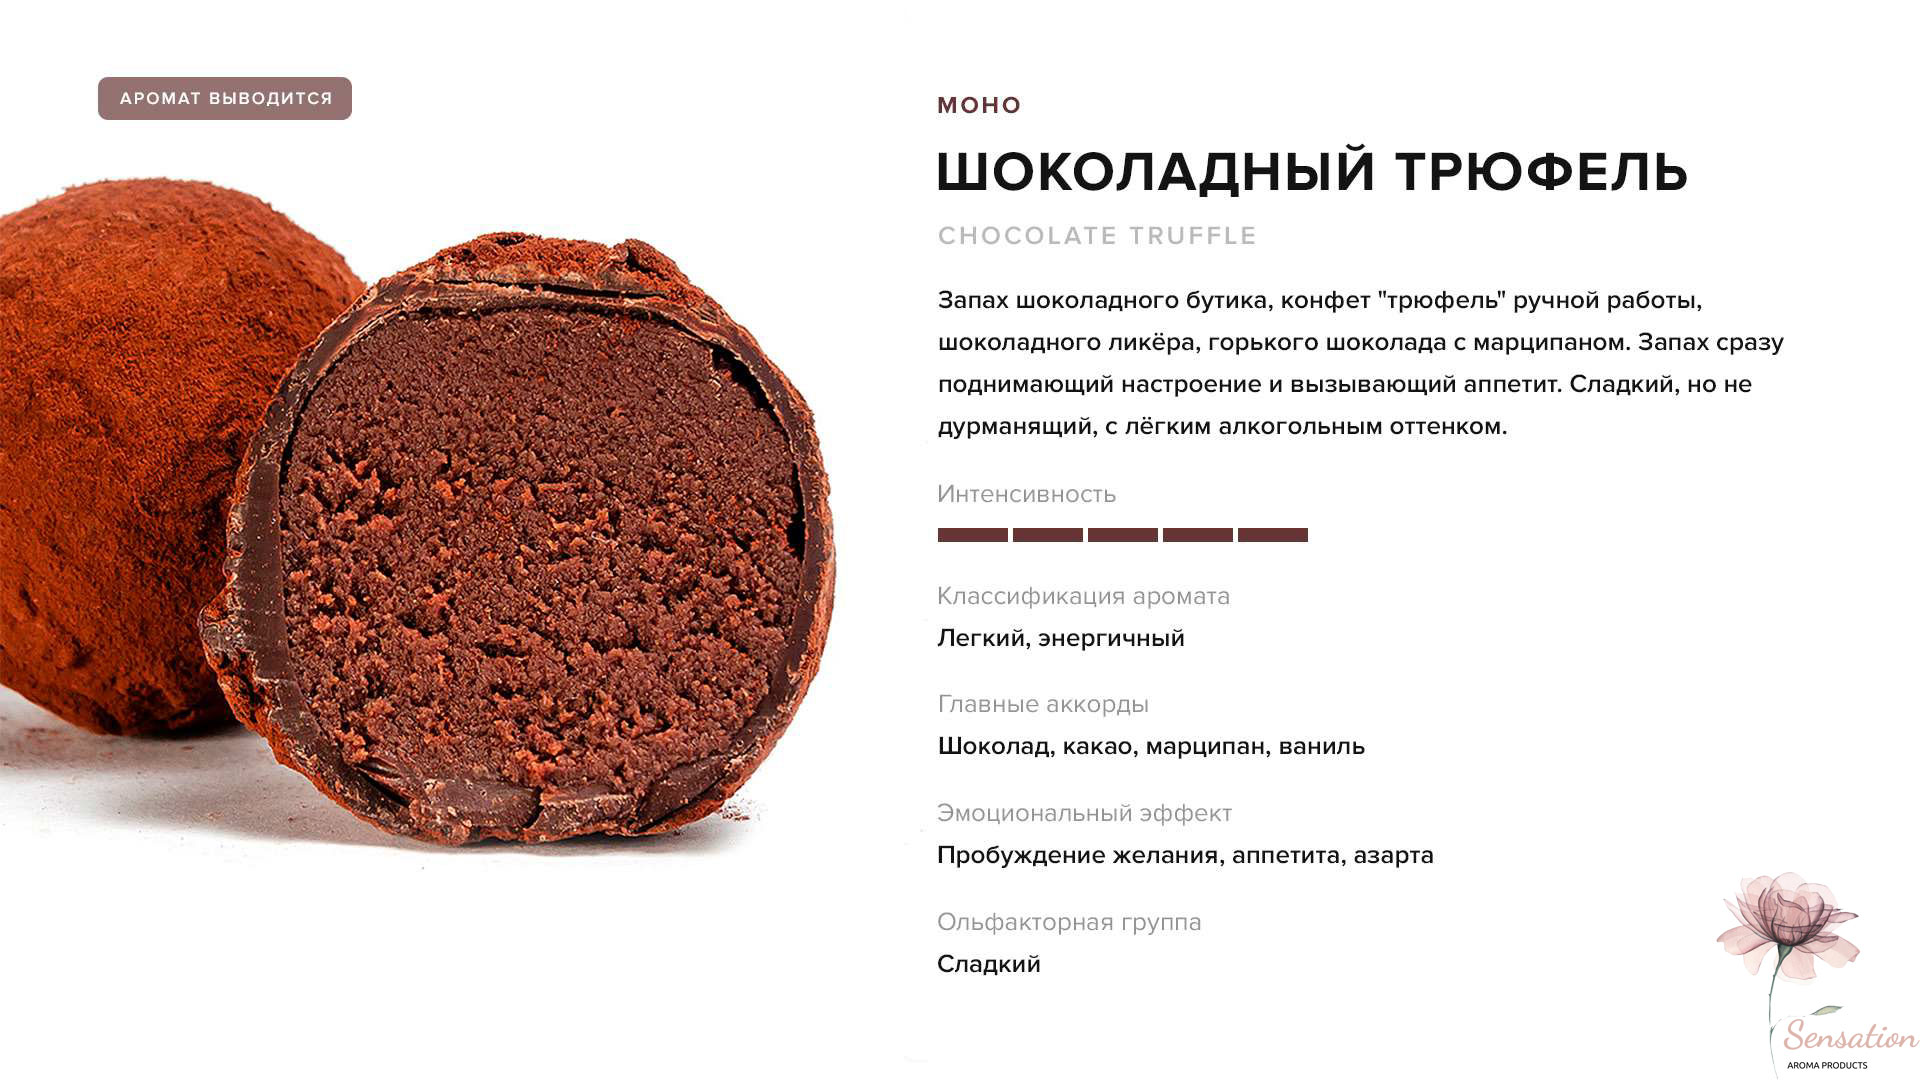 АРОМАТ ВЫВОДИТСЯ
МОНО
ШОКОЛАДНЫЙ ТРЮФЕЛЬ
CHOCOLATE TRUFFLE
Запах шоколадного бутика, конфет "трюфель" ручной работы,
шоколадного ликёра, горького шоколада с марципаном. Запах сразу
поднимающий настроение и вызывающий аппетит. Сладкий, но не
дурманящий, с лёгким алкогольным оттенком.
Интенсивность
Классификация аромата
Легкий, энергичный
Главные аккорды
Шоколад, какао, марципан, ваниль
Эмоциональный эффект
Пробуждение желания, аппетита, азарта
Ольфакторная группа
Сладкий
Sensation
AROMA PRODUCTS